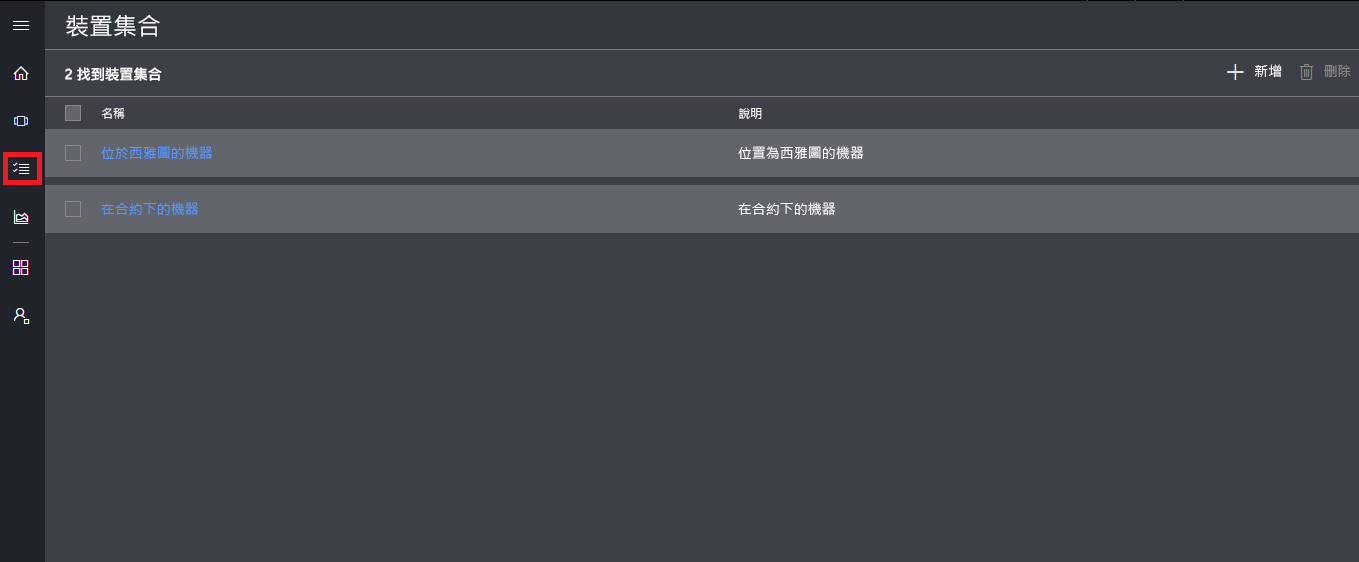 裝置集合
2 找到裝置集合
新增 刪除
名稱 說明
位於西雅圖的機器 位置為西雅圖的機器
在合約下的機器 在合約下的機器